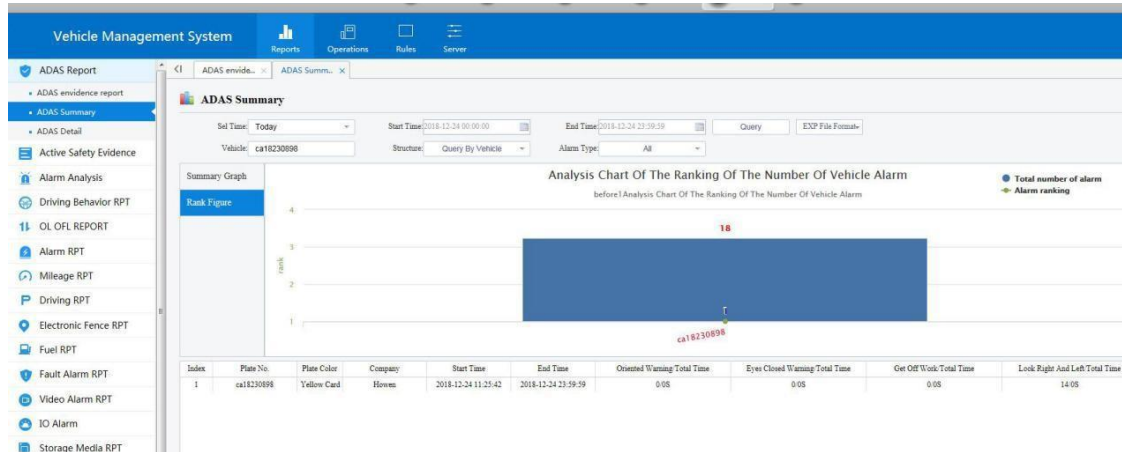 Vehicle Management System
Reports Operations Rules Server
ADAS Report
ADAS envidence report
ADAS Summary
ADAS Detail
Active Safety Evidence
Alarm Analysis
Driving Behavior RPT
OL OFL REPORT
Alarm RPT
Mileage RPT
Driving RPT
Electronic Fence RPT
Fuel RPT
Fault Alarm RPT
Video Alarm RPT
IO Alarm
Storage Media RPT
ADAS envide.. × ADAS Summ.. ×
ADAS Summary
Sel Time: Today Start Time: 2018-12-24 00:00:00 End Time: 2018-12-24 23:59:59 Query EXP File Format
Vehicle: ca18230898 Structure: Query By Vehicle Alarm Type: All
Summary Graph
Rank Figure
Analysis Chart Of The Ranking Of The Number Of Vehicle Alarm
before1Analysis Chart Of The Ranking Of The Number Of Vehicle Alarm
Total number of alarm
Alarm ranking
4
3
2
1
rank
18
1
ca18230898
Index Plate No. Plate Color Company Start Time End Time Oriented Warning/Total Time Eyes Closed Warning/Total Time Get Off Work/Total Time Look Right And Left/Total Time
1 ca18230898 Yellow Card Howen 2018-12-24 11:25:42 2018-12-24 23:59:59 0/0S 0/0S 0/0S 14/0S